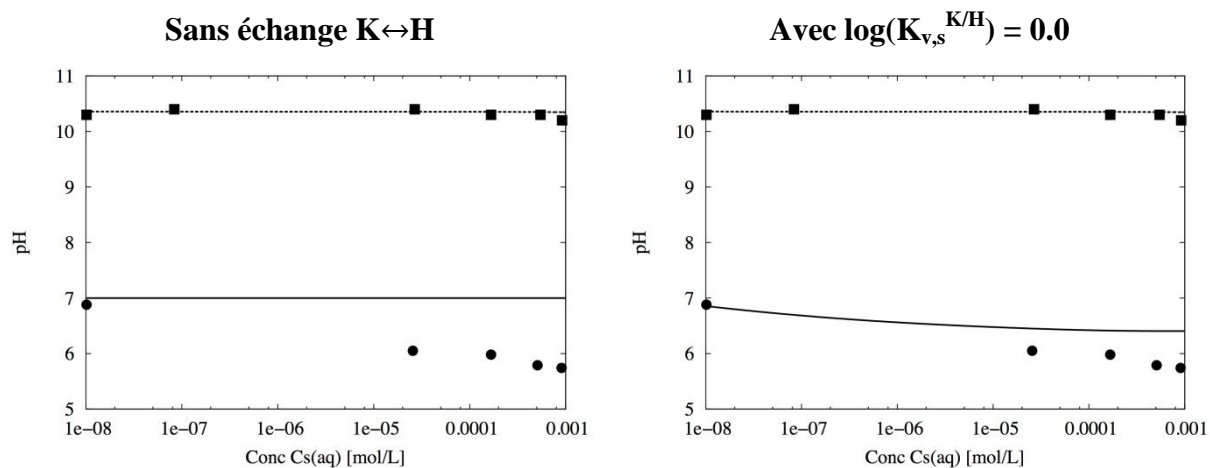 Sans échange K↔H
Avec log(K_{v,s}^{K/H}) = 0.0
11
10
9
8
7
6
5
pH
1e-08
1e-07
1e-06
1e-05
0.0001
0.001
Conc Cs(aq) [mol/L]
11
10
9
8
7
6
5
pH
1e-08
1e-07
1e-06
1e-05
0.0001
0.001
Conc Cs(aq) [mol/L]